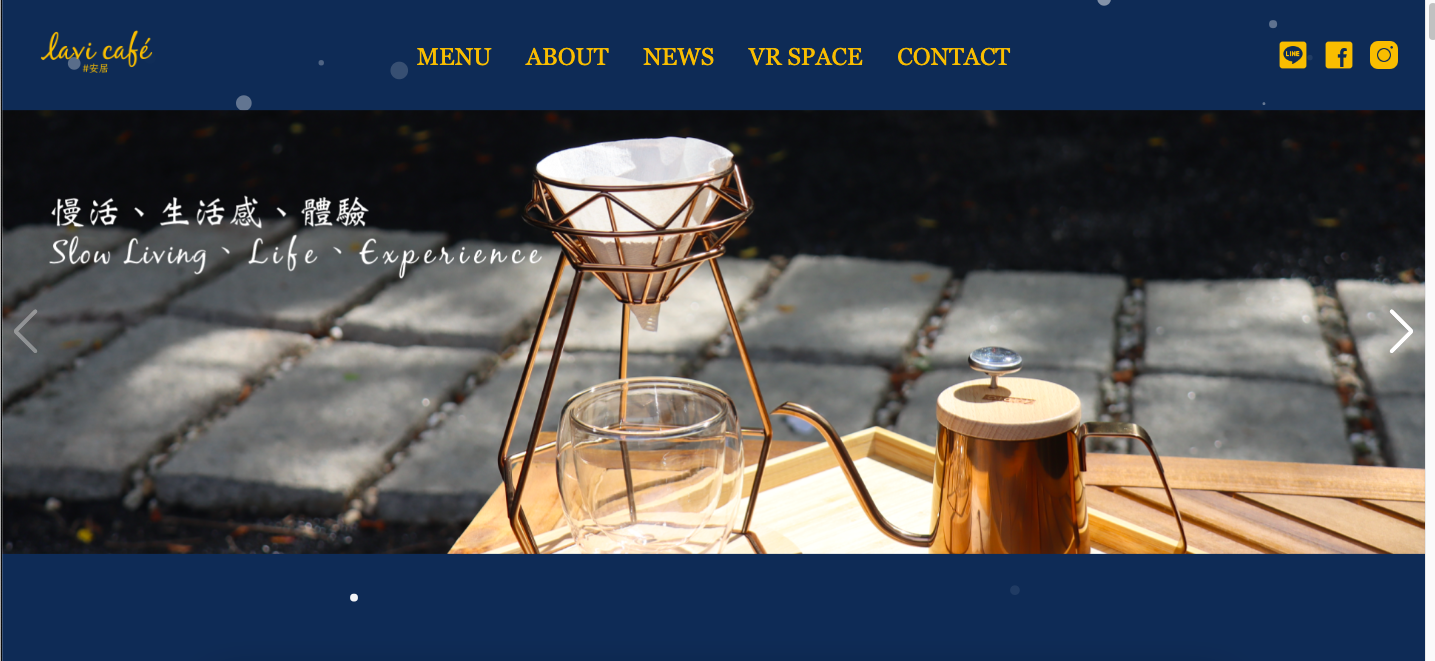 lavi café
#安居
MENU ABOUT NEWS VR SPACE CONTACT
LINE
慢活、生活感、體驗
Slow Living、Life、Experience